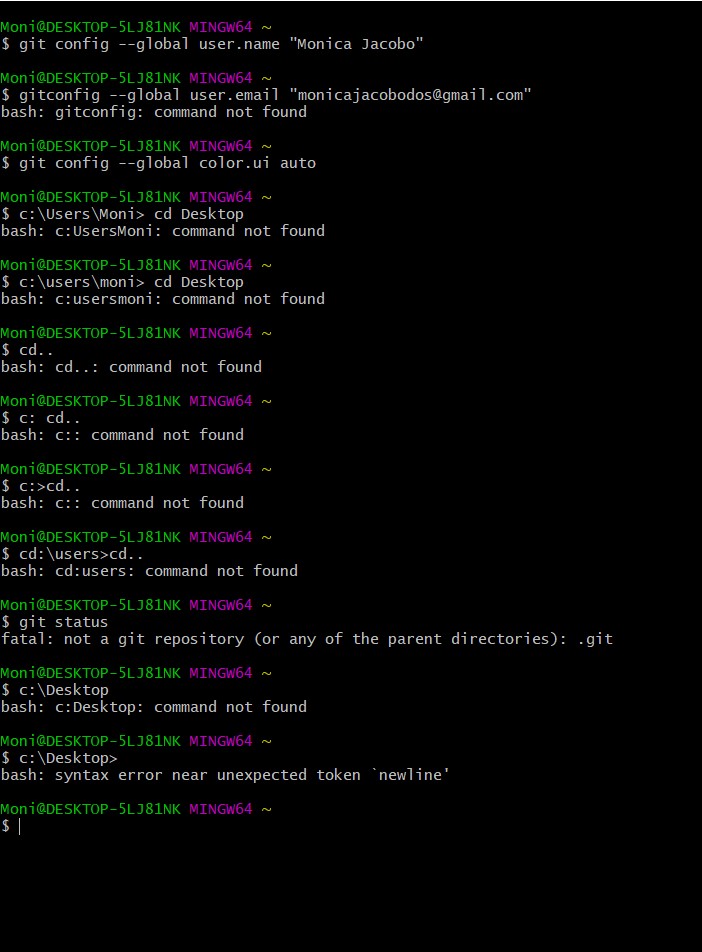 Moni@DESKTOP-5LJ81NK MINGW64 ~
$ git config --global user.name "Monica Jacobo"
Moni@DESKTOP-5LJ81NK MINGW64 ~
$ gitconfig --global user.email "monicajacobodos@gmail.com"
bash: gitconfig: command not found
Moni@DESKTOP-5LJ81NK MINGW64 ~
$ git config --global color.ui auto
Moni@DESKTOP-5LJ81NK MINGW64 ~
$ c:\Users\Moni> cd Desktop
bash: c:UsersMoni: command not found
Moni@DESKTOP-5LJ81NK MINGW64 ~
$ c:\users\moni> cd Desktop
bash: c:usersmoni: command not found
Moni@DESKTOP-5LJ81NK MINGW64 ~
$ cd..
bash: cd..: command not found
Moni@DESKTOP-5LJ81NK MINGW64 ~
$ c: cd..
bash: c:: command not found
Moni@DESKTOP-5LJ81NK MINGW64 ~
$ c:>cd..
bash: c:: command not found
Moni@DESKTOP-5LJ81NK MINGW64 ~
$ cd:\users>cd..
bash: cd:users: command not found
Moni@DESKTOP-5LJ81NK MINGW64 ~
$ git status
fatal: not a git repository (or any of the parent directories): .git
Moni@DESKTOP-5LJ81NK MINGW64 ~
$ c:\Desktop
bash: c:Desktop: command not found
Moni@DESKTOP-5LJ81NK MINGW64 ~
$ c:\Desktop>
bash: syntax error near unexpected token `newline'
Moni@DESKTOP-5LJ81NK MINGW64 ~
$